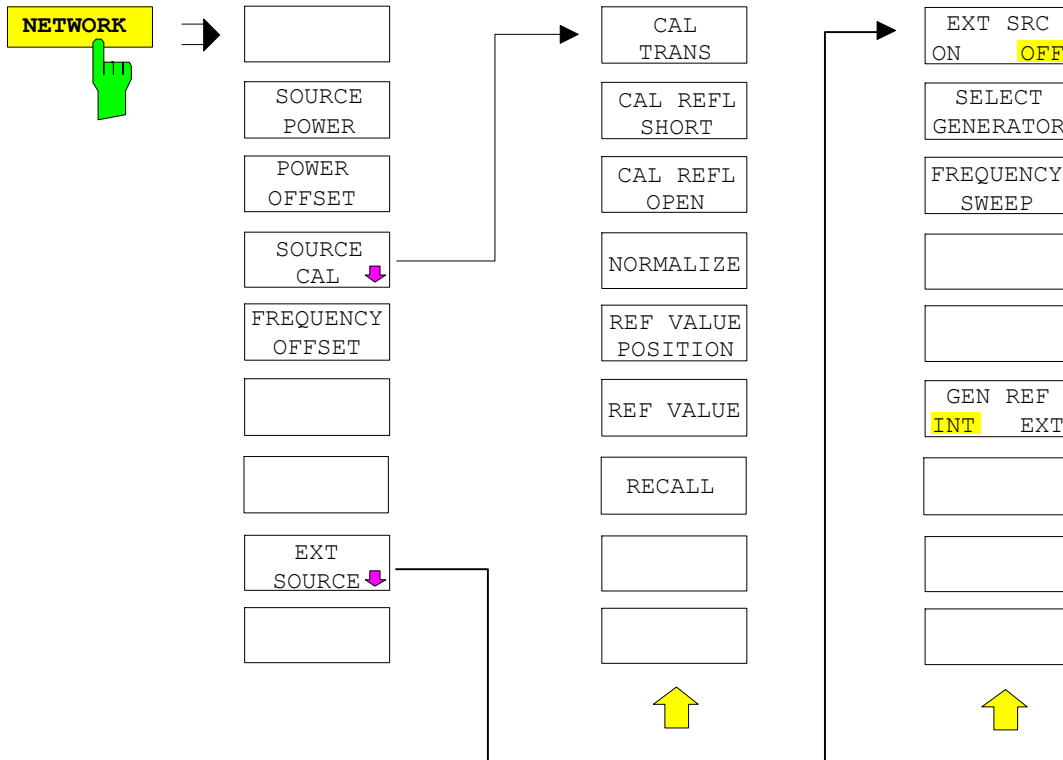 NETWORK
SOURCE
POWER
POWER
OFFSET
SOURCE
CAL
FREQUENCY
OFFSET
EXT
SOURCE
CAL
TRANS
CAL REFL
SHORT
CAL REFL
OPEN
NORMALIZE
REF VALUE
POSITION
REF VALUE
RECALL
EXT SRC
ON OFF
SELECT
GENERATOR
FREQUENCY
SWEEP
GEN REF
INT EXT